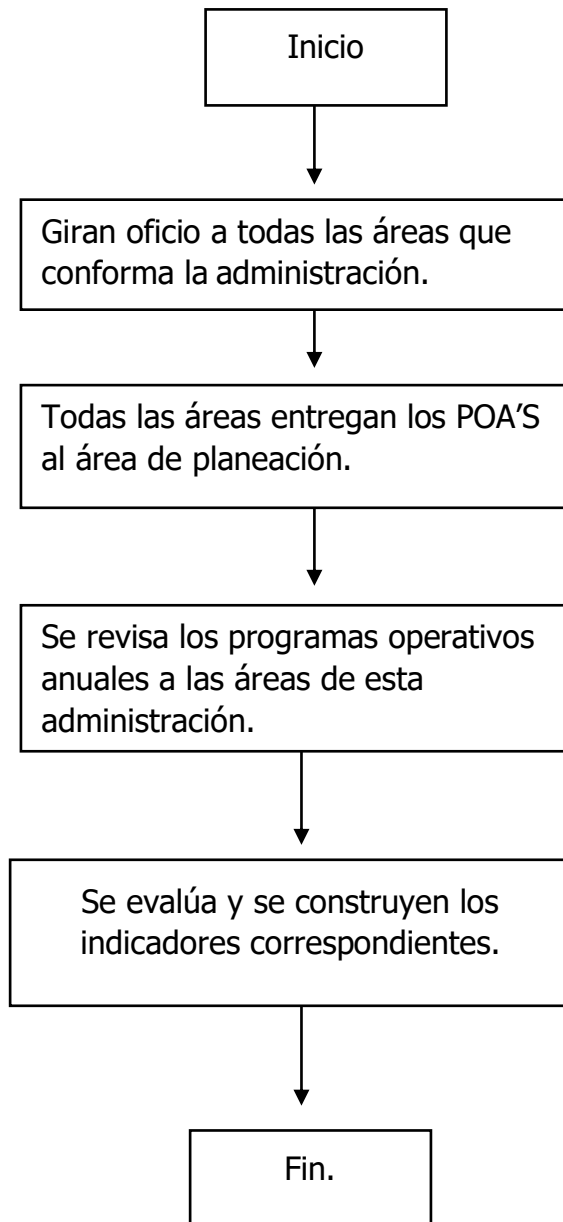 Inicio
Giran oficio a todas las áreas que
conforma la administración.
Todas las áreas entregan los POA’S
al área de planeación.
Se revisa los programas operativos
anuales a las áreas de esta
administración.
Se evalúa y se construyen los
indicadores correspondientes.
Fin.